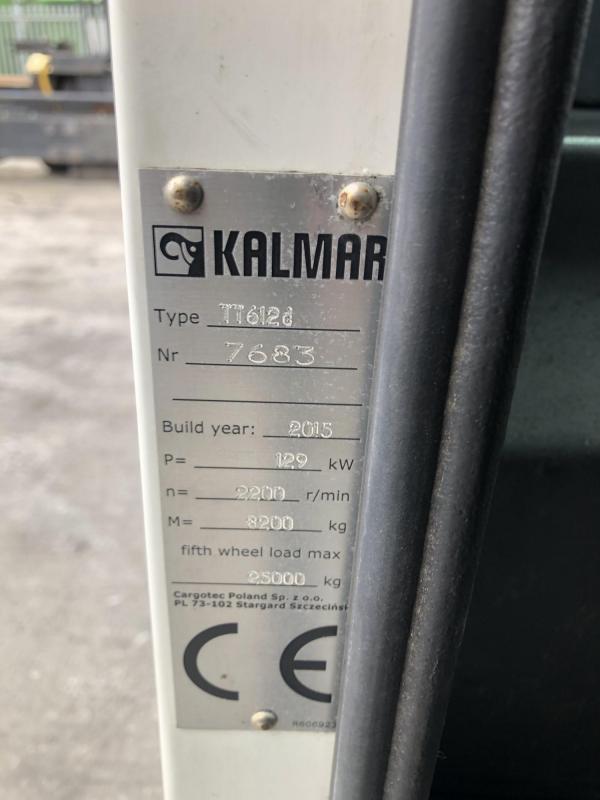 KALMAR
Type TT612d
Nr 7683
Build year: 2015
P= 129 kW
n= 2200 r/min
M= 8200 kg
fifth wheel load max
25000 kg
Cargotec Poland Sp. z o.o.
PL 73-102 Stargard Szczecińsk
CE